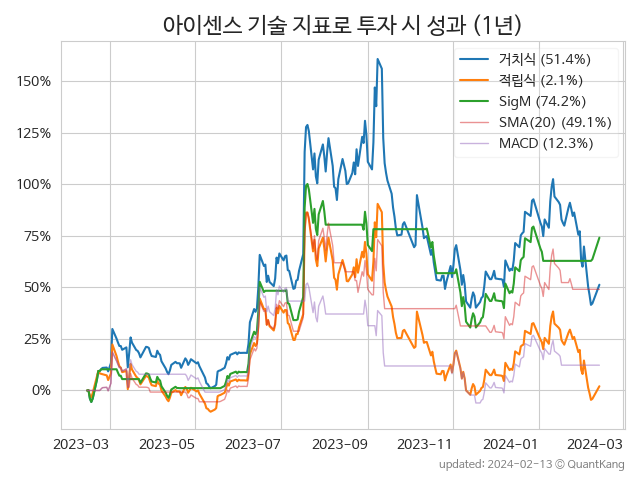 아이센스 기술 지표로 투자 시 성과 (1년)
거치식 (51.4%)
적립식 (2.1%)
SigM (74.2%)
SMA(20) (49.1%)
MACD (12.3%)
150%
125%
100%
75%
50%
25%
0%
2023-03 2023-05 2023-07 2023-09 2023-11 2024-01 2024-03
updated: 2024-02-13 © QuantKang